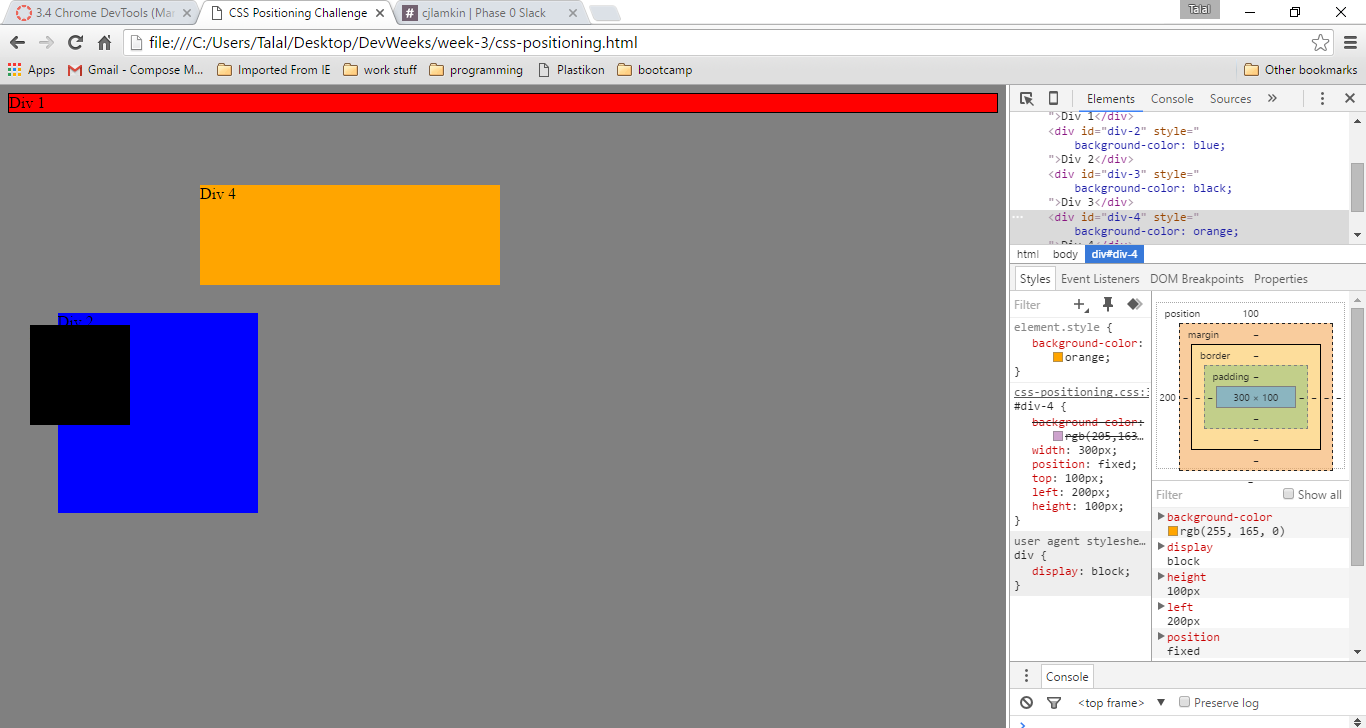 3.4 Chrome DevTools (Mar
CSS Positioning Challenge
cjlamkin | Phase 0 Slack
Talal
file:///C:/Users/Talal/Desktop/DevWeeks/week-3/css-positioning.html
Apps
Gmail - Compose M...
Imported From IE
work stuff
programming
Plastikon
bootcamp
Other bookmarks
Div 1
Div 4
Div 2
Elements
Console
Sources
">Div 1</div>
<div id="div-2" style="
background-color: blue;
">Div 2</div>
<div id="div-3" style="
background-color: black;
">Div 3</div>
<div id="div-4" style="
background-color: orange;
">Div 4</div>
html body div#div-4
Styles Event Listeners DOM Breakpoints Properties
Filter
element.style {
background-color:
orange;
}
css-positioning.css:3
#div-4 {
background-color:
rgb(205,163…
width: 300px;
position: fixed;
top: 100px;
left: 200px;
height: 100px;
}
user agent styleshe…
div {
display: block;
}
position 100
margin –
border –
padding –
200 – – – 300 × 100 – – – –
–
–
–
–
Filter Show all
background-color
rgb(255, 165, 0)
display
block
height
100px
left
200px
position
fixed
Console
<top frame> Preserve log